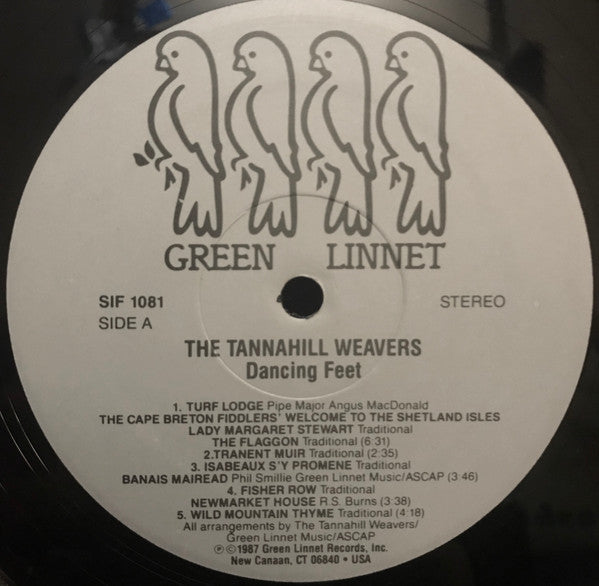 GREEN LINNET
SIF 1081 STEREO
SIDE A
THE TANNAHILL WEAVERS
Dancing Feet
1. TURF LODGE Pipe Major Angus MacDonald
THE CAPE BRETON FIDDLERS' WELCOME TO THE SHETLAND ISLES
LADY MARGARET STEWART Traditional
THE FLAGGON Traditional (6:31)
2.TRANENT MUIR Traditional (2:35)
3. ISABEAUX S'Y PROMENE Traditional
BANAIS MAIREAD Phil Smillie Green Linnet Music/ASCAP (3:46)
4. FISHER ROW Traditional
NEWMARKET HOUSE R.S. Burns (3:38)
5. WILD MOUNTAIN THYME Traditional (4:18)
All arrangements by The Tannahill Weavers/
Green Linnet Music/ASCAP
℗©1987 Green Linnet Records, Inc.
New Canaan, CT 06840 • USA